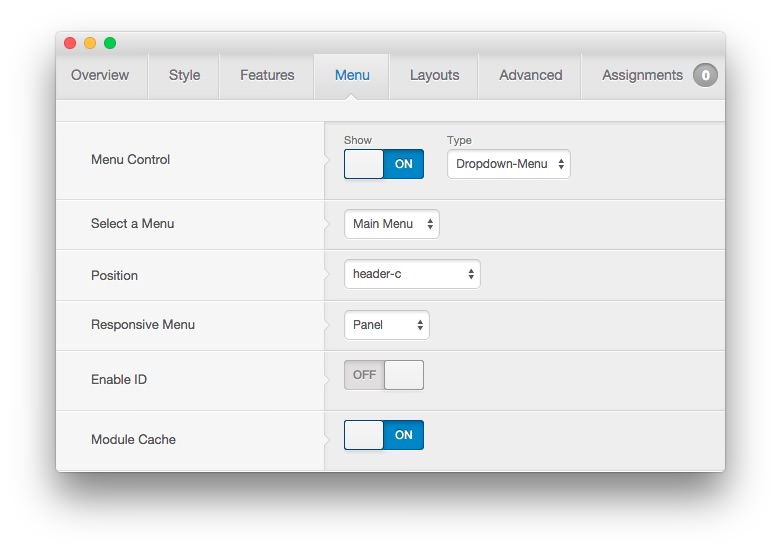 Overview Style Features Menu Layouts Advanced Assignments 0
Show Type
Menu Control ON Dropdown-Menu
Select a Menu Main Menu
Position header-c
Responsive Menu Panel
Enable ID OFF
Module Cache ON